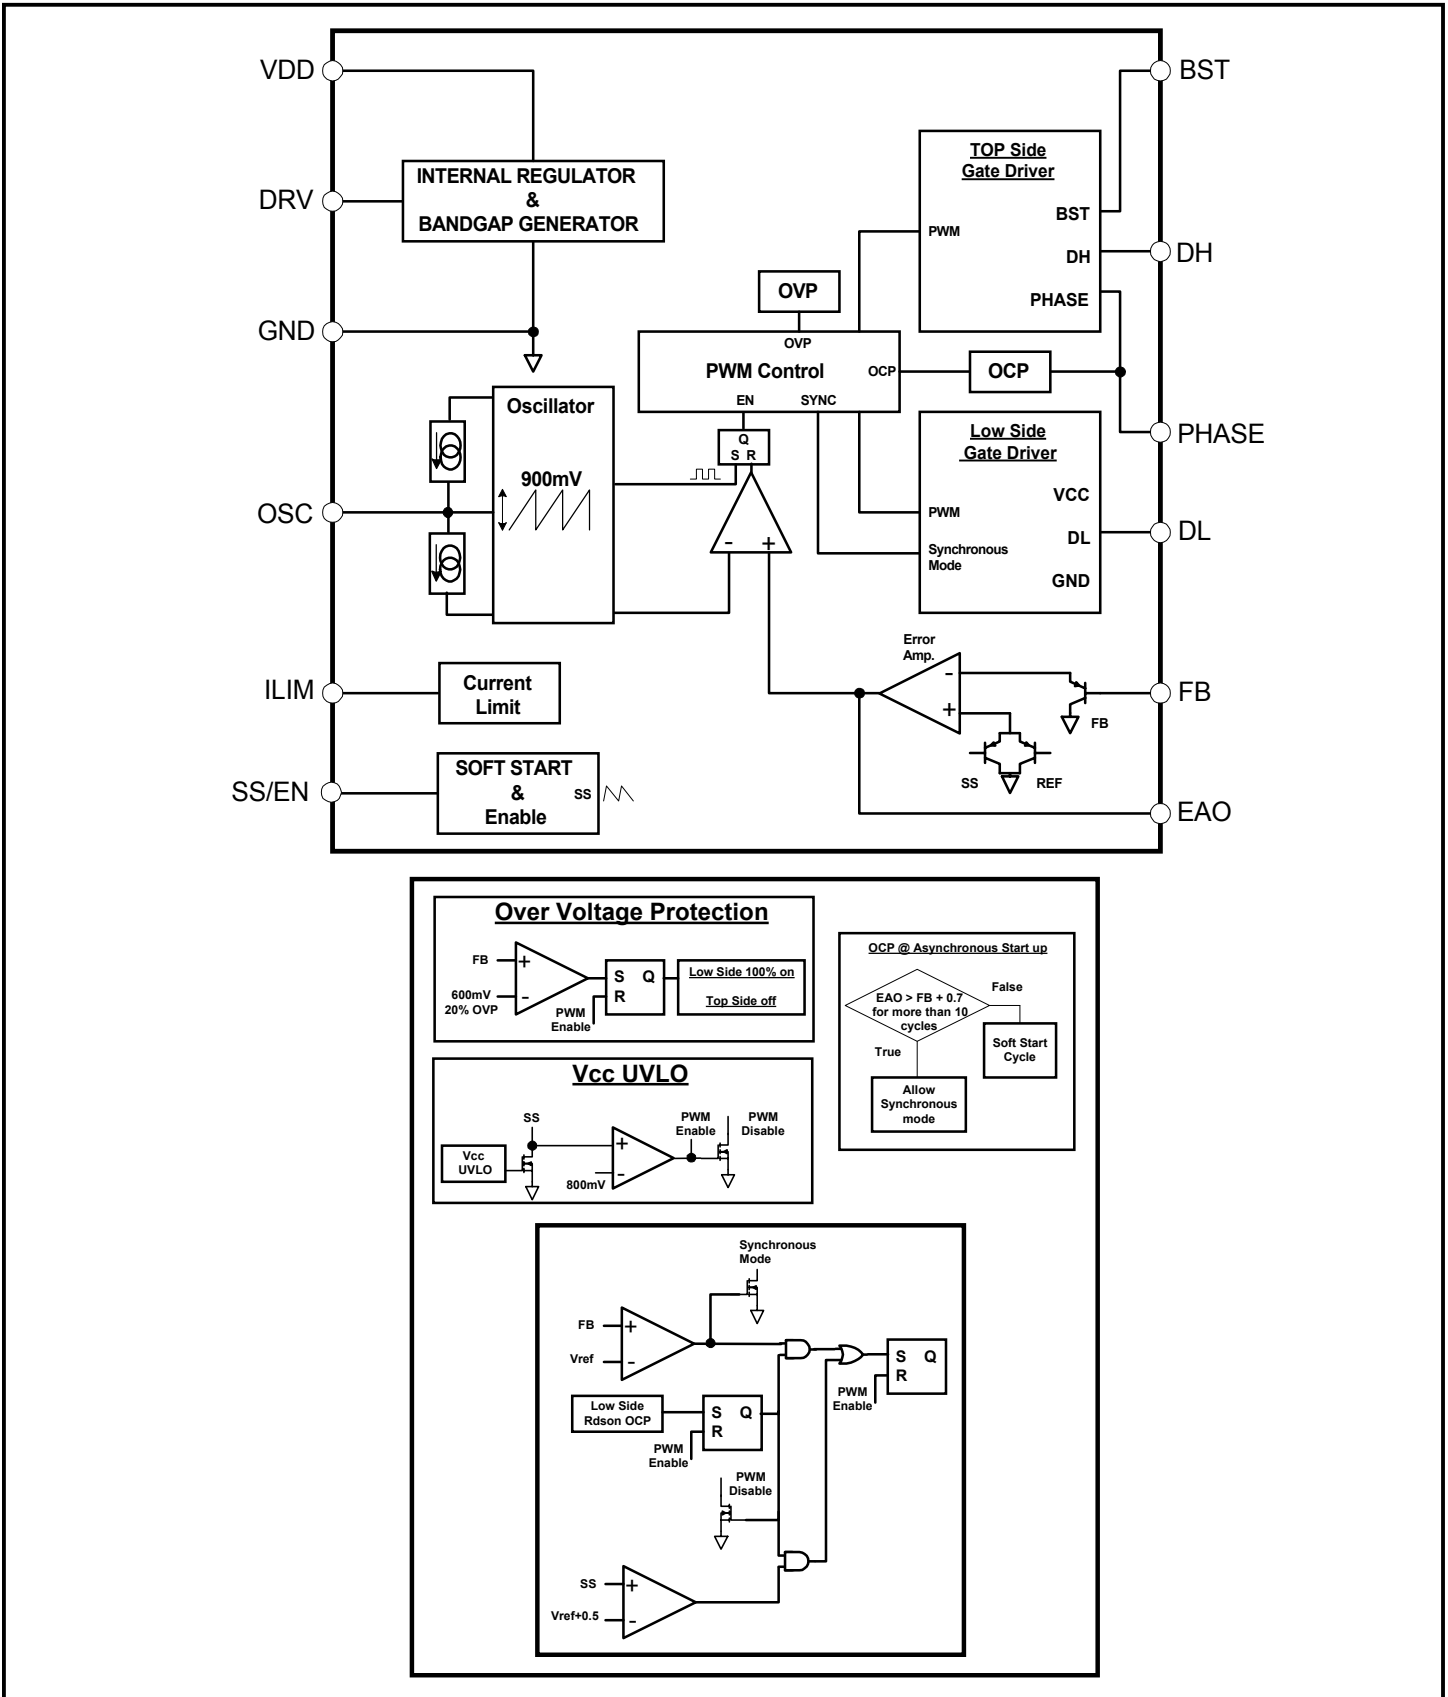 VDD
BST
TOP Side
Gate Driver
INTERNAL REGULATOR
&
BANDGAP GENERATOR
DRV
BST
PWM
DH
DH
PHASE
OVP
GND
OVP
PWM Control
OCP
OCP
EN
SYNC
Oscillator
Low Side
Gate Driver
PHASE
Q
S R
900mV
VCC
OSC
PWM
DL
DL
Synchronous
Mode
- +
GND
Error
Amp.
ILIM
Current
Limit
-
+
FB
FB
SS
REF
SS/EN
SOFT START
&
Enable
SS
EAO
Over Voltage Protection
FB
+
600mV
20% OVP
-
S Q
R
PWM
Enable
Low Side 100% on
Top Side off
OCP @ Asynchronous Start up
EAO > FB + 0.7
for more than 10
cycles
False
True
Soft Start
Cycle
Allow
Synchronous
mode
Vcc UVLO
SS
Vcc
UVLO
+
-
800mV
PWM
Enable
PWM
Disable
Synchronous
Mode
FB
+
Vref
-
S Q
R
PWM
Enable
Low Side
Rdson OCP
S Q
R
PWM
Enable
PWM
Disable
SS
+
Vref+0.5
-